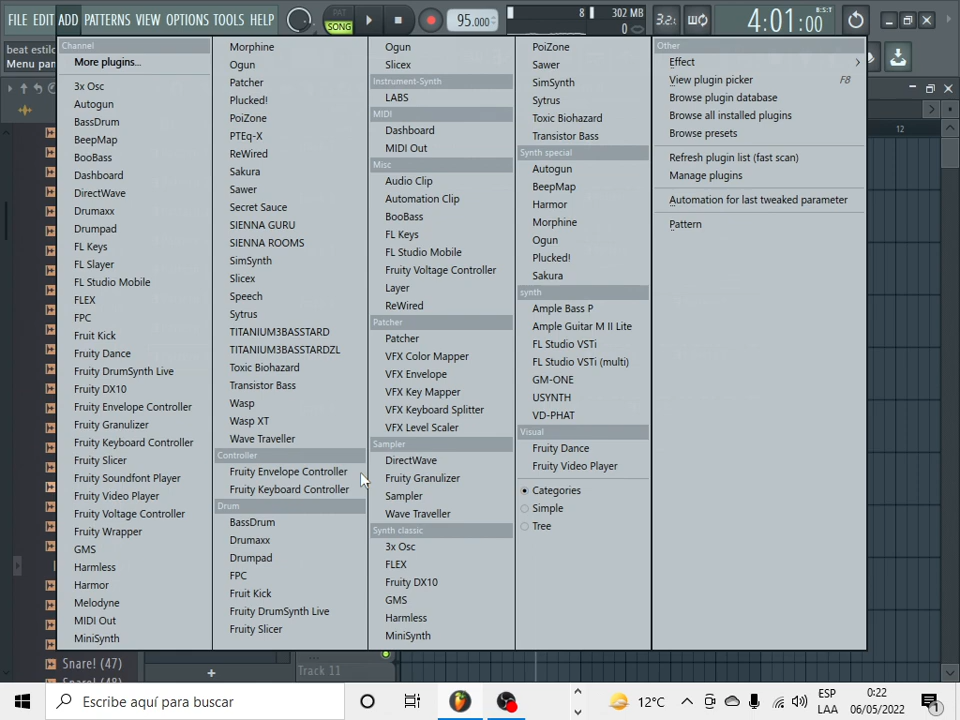 FILE EDIT ADD PATTERNS VIEW OPTIONS TOOLS HELP
PAT
SONG
95.000
8
302 MB
0
3.2.1
4:01:00
B:S:T
beat estilo
Menu pan
12
Channel
More plugins...
3x Osc
Autogun
BassDrum
BeepMap
BooBass
Dashboard
DirectWave
Drumaxx
Drumpad
FL Keys
FL Slayer
FL Studio Mobile
FLEX
FPC
Fruit Kick
Fruity Dance
Fruity DrumSynth Live
Fruity DX10
Fruity Envelope Controller
Fruity Granulizer
Fruity Keyboard Controller
Fruity Slicer
Fruity Soundfont Player
Fruity Video Player
Fruity Voltage Controller
Fruity Wrapper
GMS
Harmless
Harmor
Melodyne
MIDI Out
MiniSynth
Morphine
Ogun
Patcher
Plucked!
PoiZone
PTEq-X
ReWired
Sakura
Sawer
Secret Sauce
SIENNA GURU
SIENNA ROOMS
SimSynth
Slicex
Speech
Sytrus
TITANIUM3BASSTARD
TITANIUM3BASSTARDZL
Toxic Biohazard
Transistor Bass
Wasp
Wasp XT
Wave Traveller
Controller
Fruity Envelope Controller
Fruity Keyboard Controller
Drum
BassDrum
Drumaxx
Drumpad
FPC
Fruit Kick
Fruity DrumSynth Live
Fruity Slicer
Ogun
Slicex
Instrument-Synth
LABS
MIDI
Dashboard
MIDI Out
Misc
Audio Clip
Automation Clip
BooBass
FL Keys
FL Studio Mobile
Fruity Voltage Controller
Layer
ReWired
Patcher
Patcher
VFX Color Mapper
VFX Envelope
VFX Key Mapper
VFX Keyboard Splitter
VFX Level Scaler
Sampler
DirectWave
Fruity Granulizer
Sampler
Wave Traveller
Synth classic
3x Osc
FLEX
Fruity DX10
GMS
Harmless
MiniSynth
PoiZone
Sawer
SimSynth
Sytrus
Toxic Biohazard
Transistor Bass
Synth special
Autogun
BeepMap
Harmor
Morphine
Ogun
Plucked!
Sakura
synth
Ample Bass P
Ample Guitar M II Lite
FL Studio VSTi
FL Studio VSTi (multi)
GM-ONE
USYNTH
VD-PHAT
Visual
Fruity Dance
Fruity Video Player
Categories
Simple
Tree
Other
Effect
View plugin picker F8
Browse plugin database
Browse all installed plugins
Browse presets
Refresh plugin list (fast scan)
Manage plugins
Automation for last tweaked parameter
Pattern
Snare! (47)
Track 11
Escribe aquí para buscar
12°C
ESP
LAA
0:22
06/05/2022
1